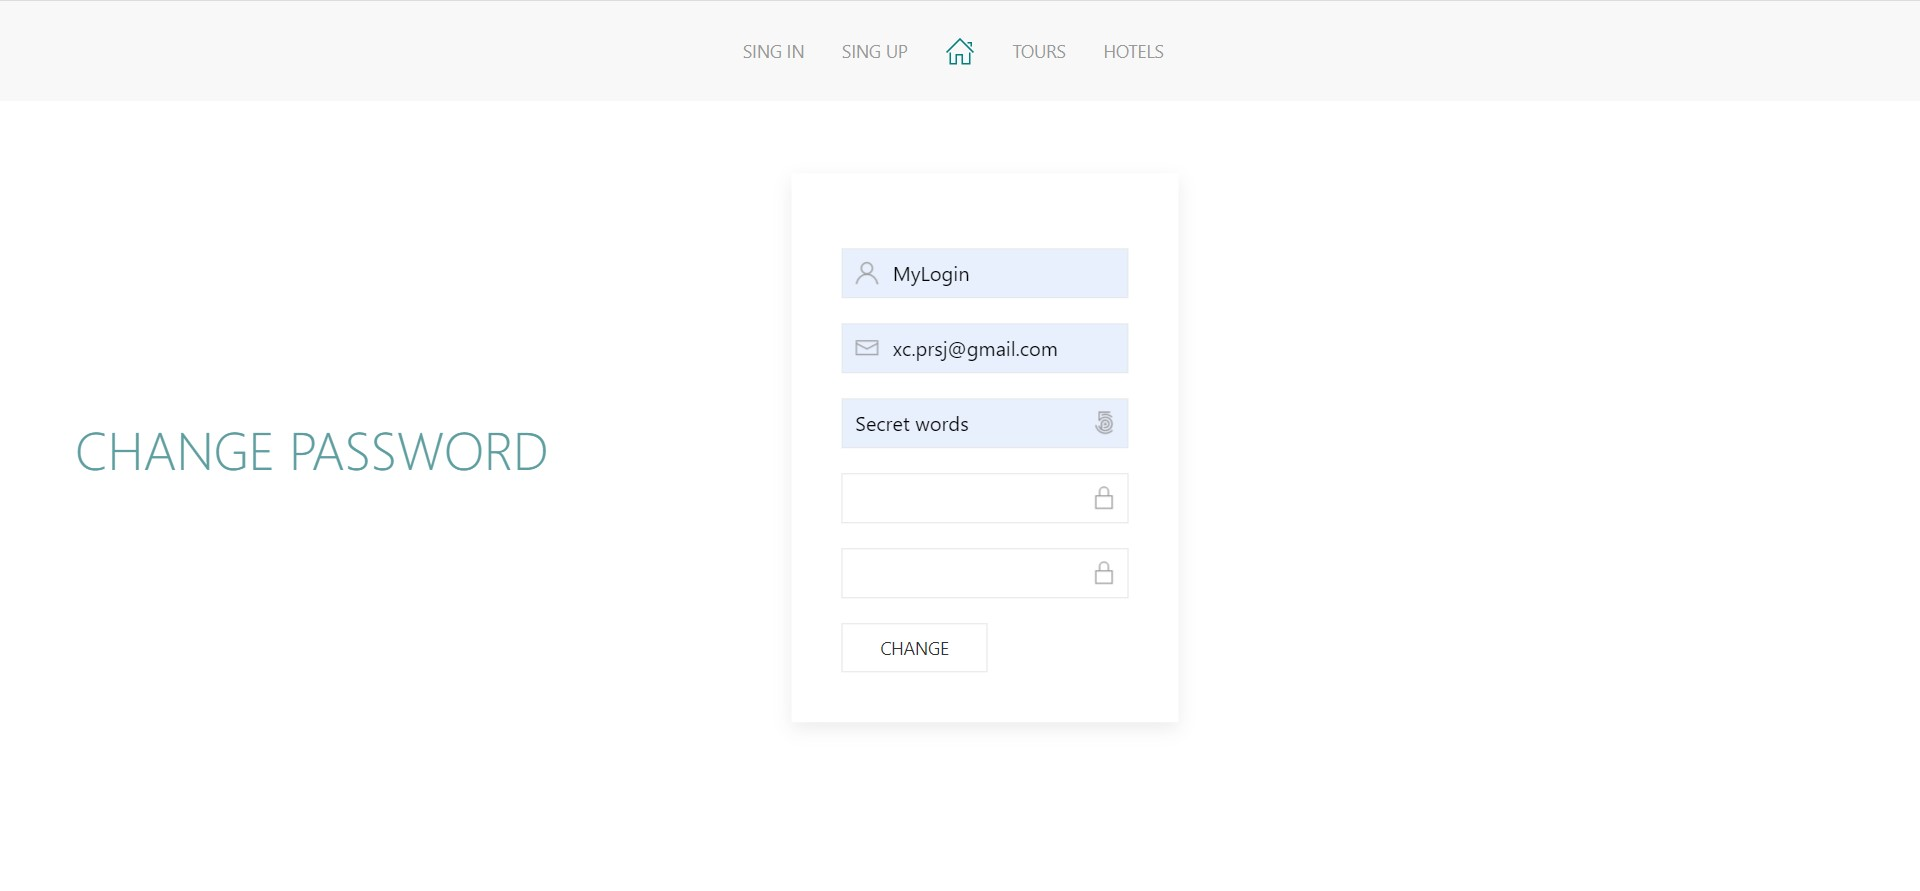 SING IN SING UP TOURS HOTELS
MyLogin
xc.prsj@gmail.com
Secret words
CHANGE PASSWORD
CHANGE